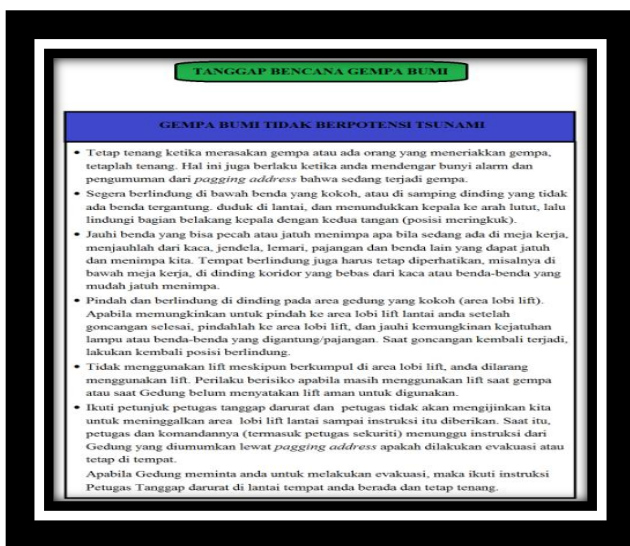 TANGGAP BENCANA GEMPA BUMI
GEMPA BUMI TIDAK BERPOTENSI TSUNAMI
• Tetap tenang ketika merasakan gempa atau ada orang yang meneriakkan gempa,
tetaplah tenang. Hal ini juga berlaku ketika anda mendengar bunyi alarm dan
pengumuman dari pagging address bahwa sedang terjadi gempa.
• Segera berlindung di bawah benda yang kokoh, atau di samping dinding yang tidak
ada benda tergantung. duduk di lantai, dan menundukkan kepala ke arah lutut, lalu
lindungi bagian belakang kepala dengan kedua tangan (posisi meringkuk).
• Jauhi benda yang bisa pecah atau jatuh menimpa apa bila sedang ada di meja kerja,
menjauhlah dari kaca, jendela, lemari, pajangan dan benda lain yang dapat jatuh
dan menimpa kita. Tempat berlindung juga harus tetap diperhatikan, misalnya di
bawah meja kerja, di dinding koridor yang bebas dari kaca atau benda-benda yang
mudah jatuh menimpa.
• Pindah dan berlindung di dinding pada area gedung yang kokoh (area lobi lift).
Apabila memungkinkan untuk pindah ke area lobi lift lantai anda setelah
goncangan selesai, pindahlah ke area lobi lift, dan jauhi kemungkinan kejatuhan
lampu atau benda-benda yang digantung/pajangan. Saat goncangan kembali terjadi,
lakukan kembali posisi berlindung.
• Tidak menggunakan lift meskipun berkumpul di area lobi lift, anda dilarang
menggunakan lift. Perilaku berisiko apabila masih menggunakan lift saat gempa
atau saat Gedung belum menyatakan lift aman untuk digunakan.
• Ikuti petunjuk petugas tanggap darurat dan petugas tidak akan mengijinkan kita
untuk meninggalkan area lobi lift lantai sampai instruksi itu diberikan. Saat itu,
petugas dan komandannya (termasuk petugas sekuriti) menunggu instruksi dari
Gedung yang diumumkan lewat pagging address apakah dilakukan evakuasi atau
tetap di tempat.
Apabila Gedung meminta anda untuk melakukan evakuasi, maka ikuti instruksi
Petugas Tanggap darurat di lantai tempat anda berada dan tetap tenang.